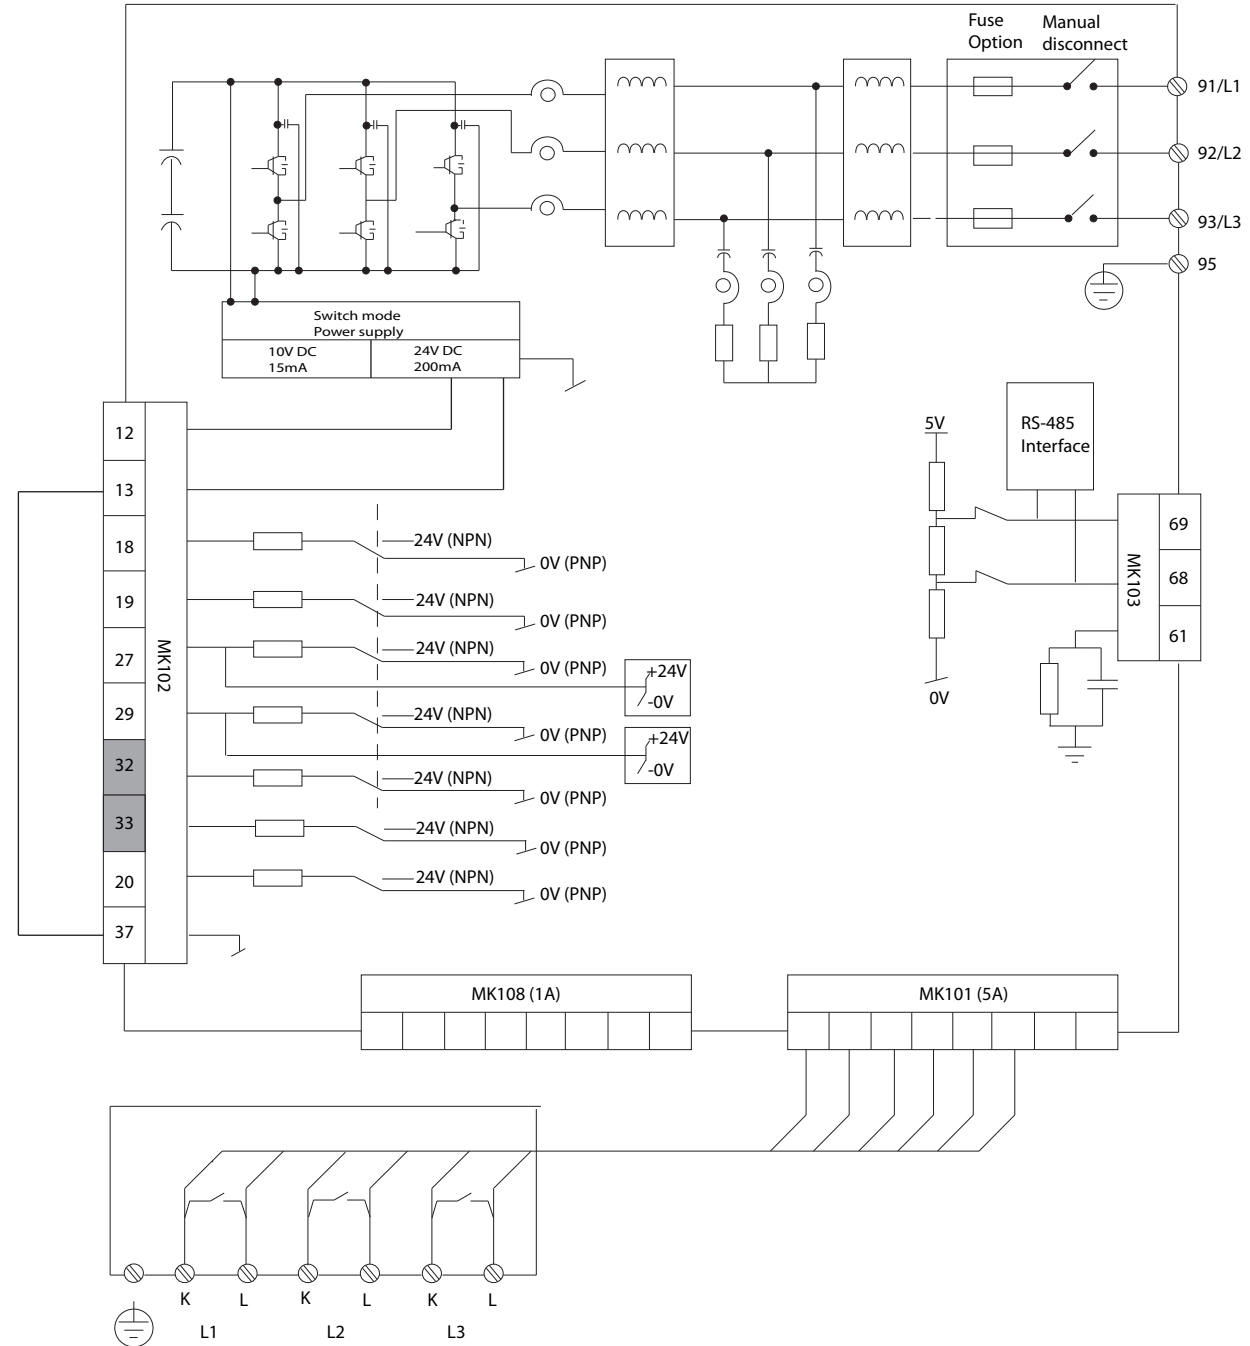 Fuse
Option
Manual
disconnect
91/L1
92/L2
93/L3
95
Switch mode
Power supply
10V DC
15mA
24V DC
200mA
12
13
18
19
27
29
32
33
20
37
MK102
24V (NPN)
0V (PNP)
24V (NPN)
0V (PNP)
24V (NPN)
0V (PNP)
+24V
-0V
24V (NPN)
0V (PNP)
+24V
-0V
24V (NPN)
0V (PNP)
24V (NPN)
0V (PNP)
24V (NPN)
0V (PNP)
5V
0V
RS-485
Interface
MK103
69
68
61
MK108 (1A)
MK101 (5A)
K L K L K L
L1 L2 L3